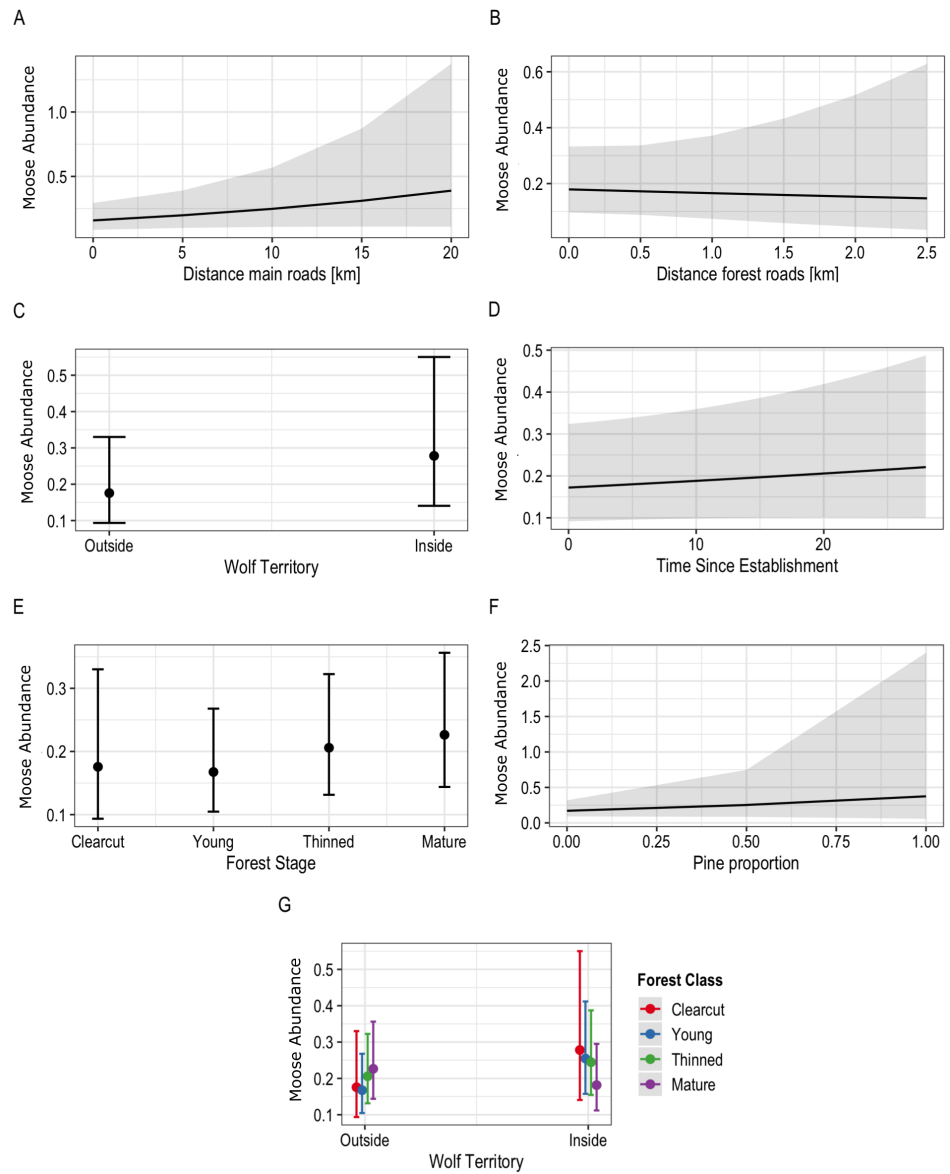 A
Moose Abundance
1.0
0.5
0 5 10 15 20
Distance main roads [km]
B
Moose Abundance
0.6
0.4
0.2
0.0 0.5 1.0 1.5 2.0 2.5
Distance forest roads [km]
C
Moose Abundance
0.5
0.4
0.3
0.2
0.1
Outside Inside
Wolf Territory
D
Moose Abundance
0.5
0.4
0.3
0.2
0.1
0 10 20
Time Since Establishment
E
Moose Abundance
0.3
0.2
0.1
Clearcut Young Thinned Mature
Forest Stage
F
Moose Abundance
2.5
2.0
1.5
1.0
0.5
0.0
0.00 0.25 0.50 0.75 1.00
Pine proportion
G
Moose Abundance
0.5
0.4
0.3
0.2
0.1
Outside Inside
Wolf Territory
Forest Class
Clearcut
Young
Thinned
Mature